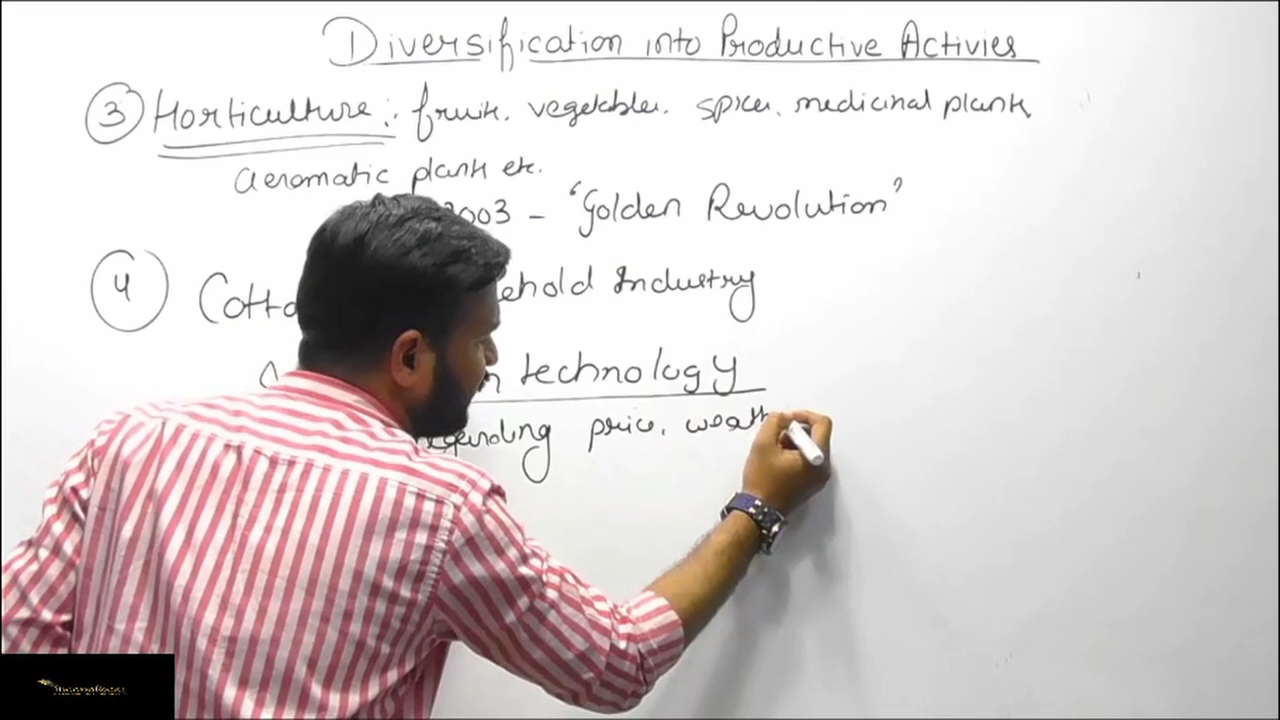 Diversification into Productive Activies
3 Horticulture:. fruits, vegetables, spices, medicinal plants,
aeromatic plants etc.
2003 - "Golden Revolution"
4 Cotta ehold Industry
n technology
regarding price, weath